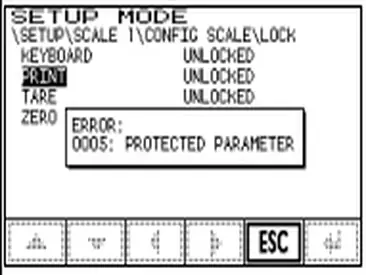 SETUP MODE
\SETUP\SCALE 1\CONFIG SCALE\LOCK
KEYBOARD UNLOCKED
PRINT UNLOCKED
TARE UNLOCKED
ZERO
ERROR:
0005: PROTECTED PARAMETER
ESC